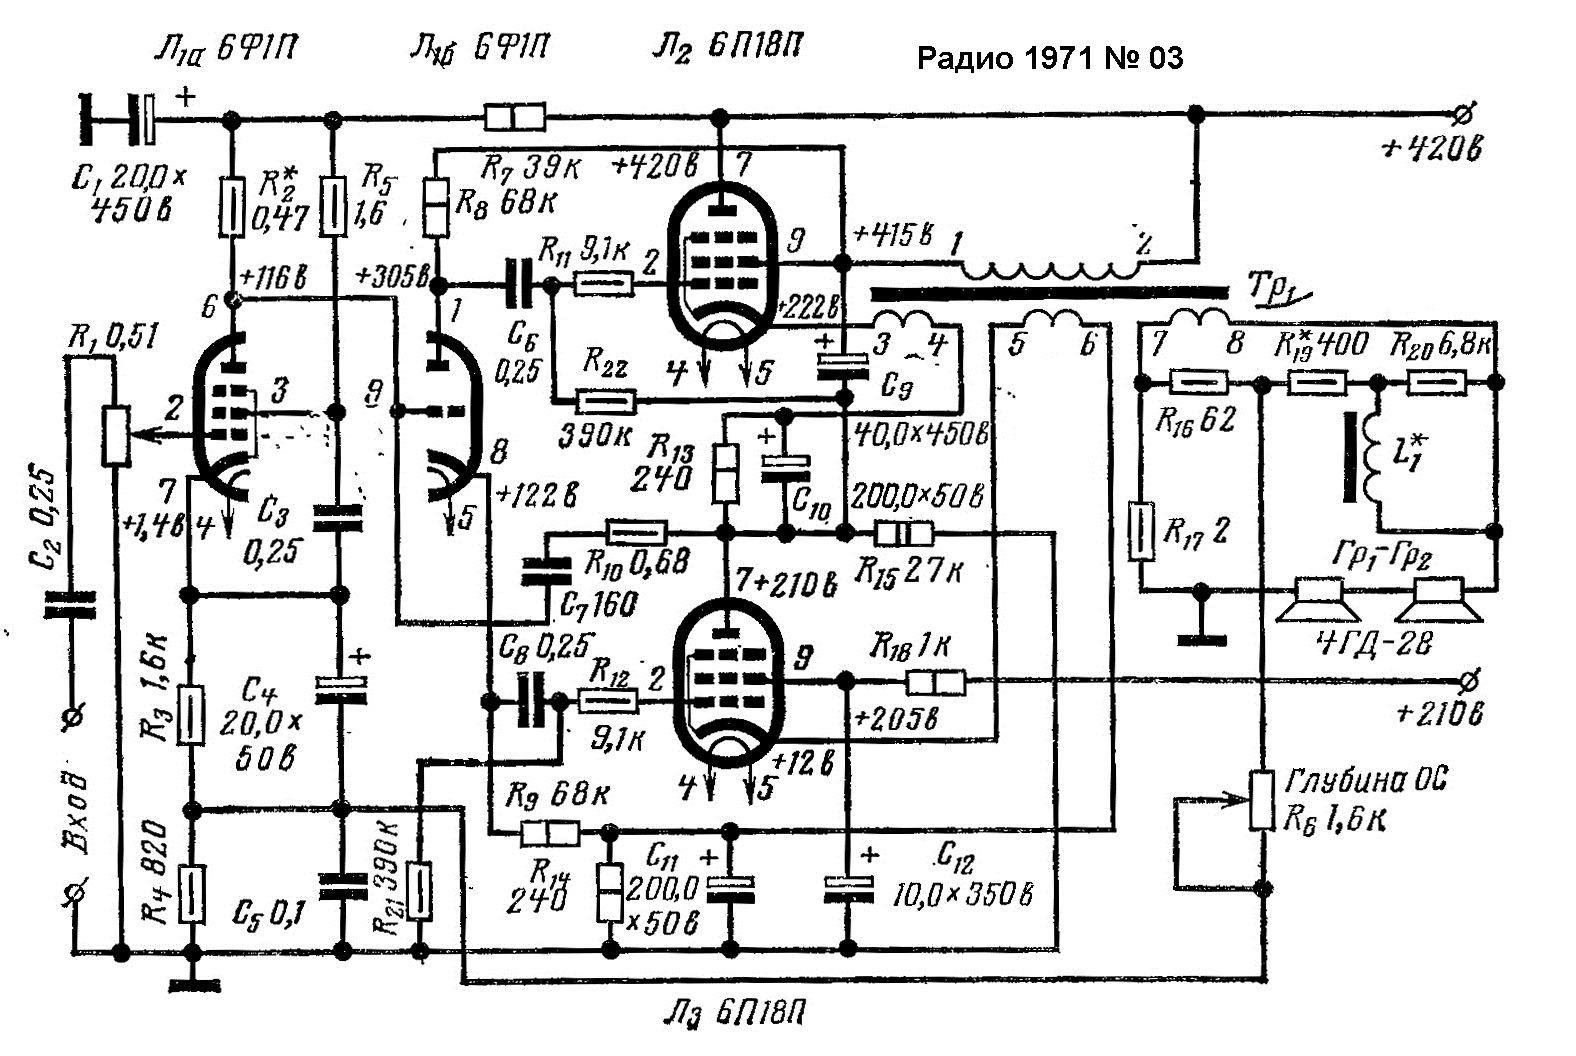 Л1а 6Ф1П
Л1б 6Ф1П
Л2 6П18П
Радио 1971 № 03
+
C1 20,0×
450в
R2*
0,47
R5
1,6
R7 39к
R8 68к
+420в
7
+420в
+116в
6
+305в
1
R11 9,1к
2
9
+415в
1
2
Тр1
C6
0,25
+222в
3
4
5
6
7
8
R19* 400
R20 6,8к
R1 0,51
2
3
9
R22
390к
4
5
+
C9
40,0×450в
R16 62
L1*
7
+1,4в
4
C3
0,25
8
+122в
5
R13
240
+
C10
200,0×50в
R17 2
C2 0,25
R10 0,68
C7 160
R15 27к
Гр1-Гр2
4ГД-28
7
+210в
C8 0,25
R12
9,1к
2
9
R18 1к
+205в
+210в
R3 1,6к
+
C4
20,0×
50в
+12в
4
5
Вход
R9 68к
Глубина ОС
R6 1,6к
R4 820
C5 0,1
R21 390к
R14
240
C11
200,0
×50в
+
+
C12
10,0×350в
Л3 6П18П